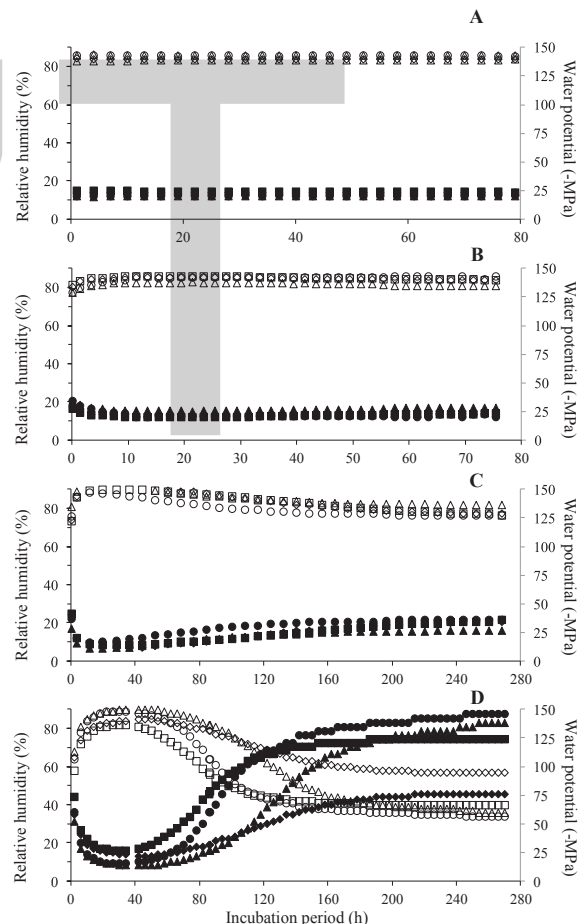 A
Relative humidity (%)
80
60
40
20
0
150
125
100
75
50
25
0
Water potential (-MPa)
0 20 40 60 80
B
Relative humidity (%)
80
60
40
20
0
150
125
100
75
50
25
0
Water potential (-MPa)
0 10 20 30 40 50 60 70 80
C
Relative humidity (%)
80
60
40
20
0
150
125
100
75
50
25
0
Water potential (-MPa)
0 40 80 120 160 200 240 280
D
Relative humidity (%)
80
60
40
20
0
150
125
100
75
50
25
0
Water potential (-MPa)
0 40 80 120 160 200 240 280
Incubation period (h)